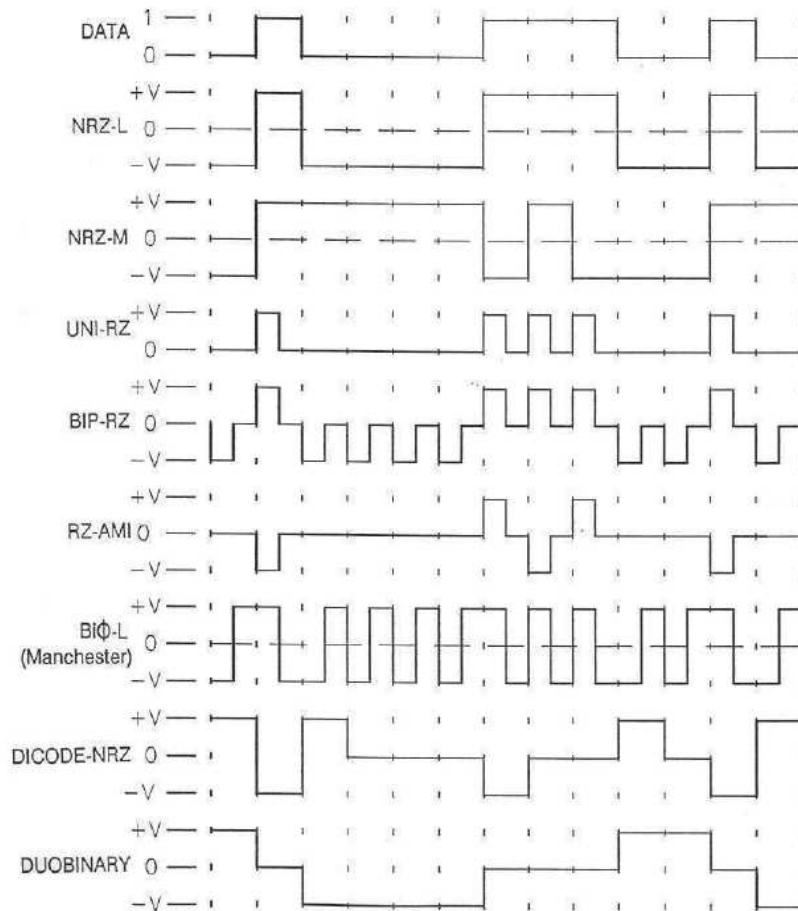 1
DATA
0
+V
NRZ-L 0
-V
+V
NRZ-M 0
-V
+V
UNI-RZ
0
+V
BIP-RZ 0
-V
+V
RZ-AMI 0
-V
+V
BiΦ-L 0
(Manchester)
-V
+V
DICODE-NRZ 0
-V
+V
DUOBINARY 0
-V